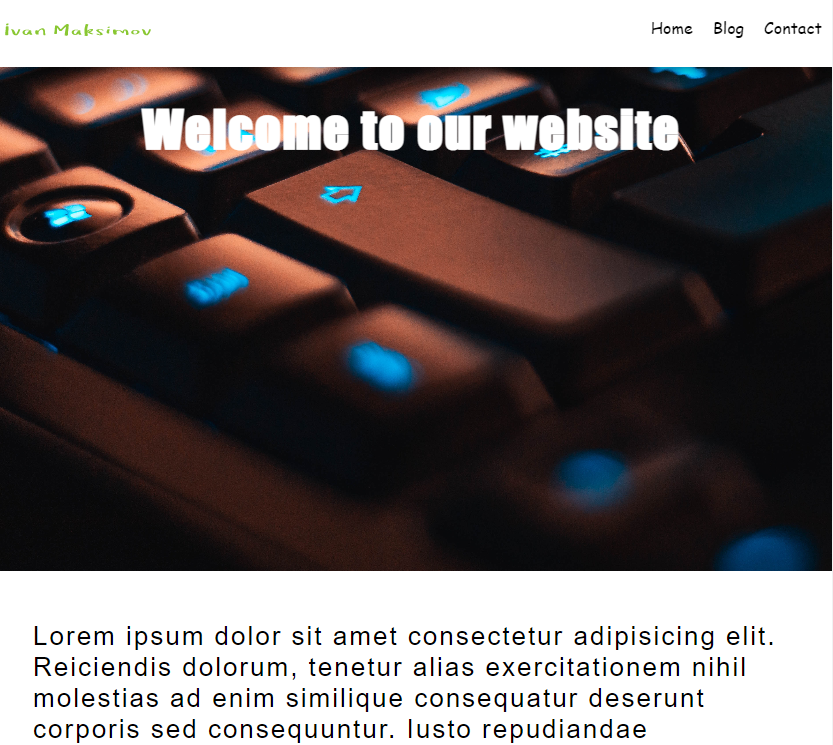 Ivan Maksimov
Home Blog Contact
Welcome to our website
Lorem ipsum dolor sit amet consectetur adipisicing elit.
Reiciendis dolorum, tenetur alias exercitationem nihil
molestias ad enim similique consequatur deserunt
corporis sed consequuntur. Iusto repudiandae